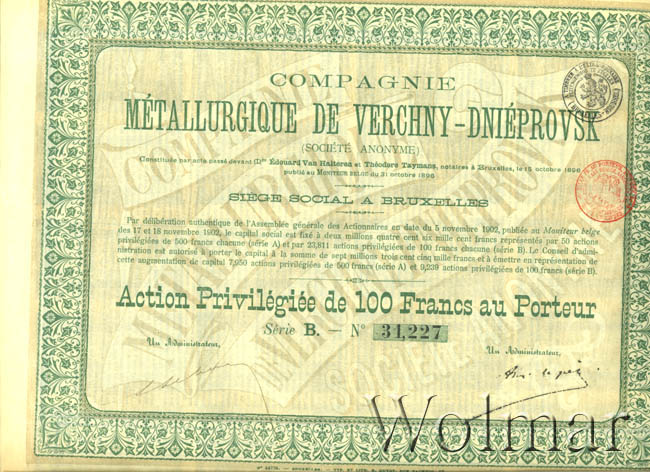 COMPAGNIE
MÉTALLURGIQUE DE VERCHNY-DNIÉPROVSK
(SOCIÉTÉ ANONYME)
Constituée par acte passé devant Mes Édouard Van Halteren et Théodore Taymans, notaires à Bruxelles, le 15 octobre 1896
publié au MONITEUR BELGE du 31 octobre 1896
SIÈGE SOCIAL A BRUXELLES
Par délibération authentique de l'Assemblée générale des Actionnaires en date du 5 novembre 1902, publiée au Moniteur belge
des 17 et 18 novembre 1902, le capital social est fixé à deux millions quatre cent six mille cent francs représentés par 50 actions
privilégiées de 500 francs chacune (série A) et par 23,811 actions privilégiées de 100 francs chacune (série B). Le Conseil d'admi-
nistration est autorisé à porter le capital à la somme de sept millions trois cent cinq mille francs et à émettre en représentation de
cette augmentation de capital 7,950 actions privilégiées de 500 francs (série A) et 9,239 actions privilégiées de 100 francs (série B).
Action Privilégiée de 100 Francs au Porteur
Série B. — No 31,227
Un Administrateur,
Un Administrateur,
Wolmar